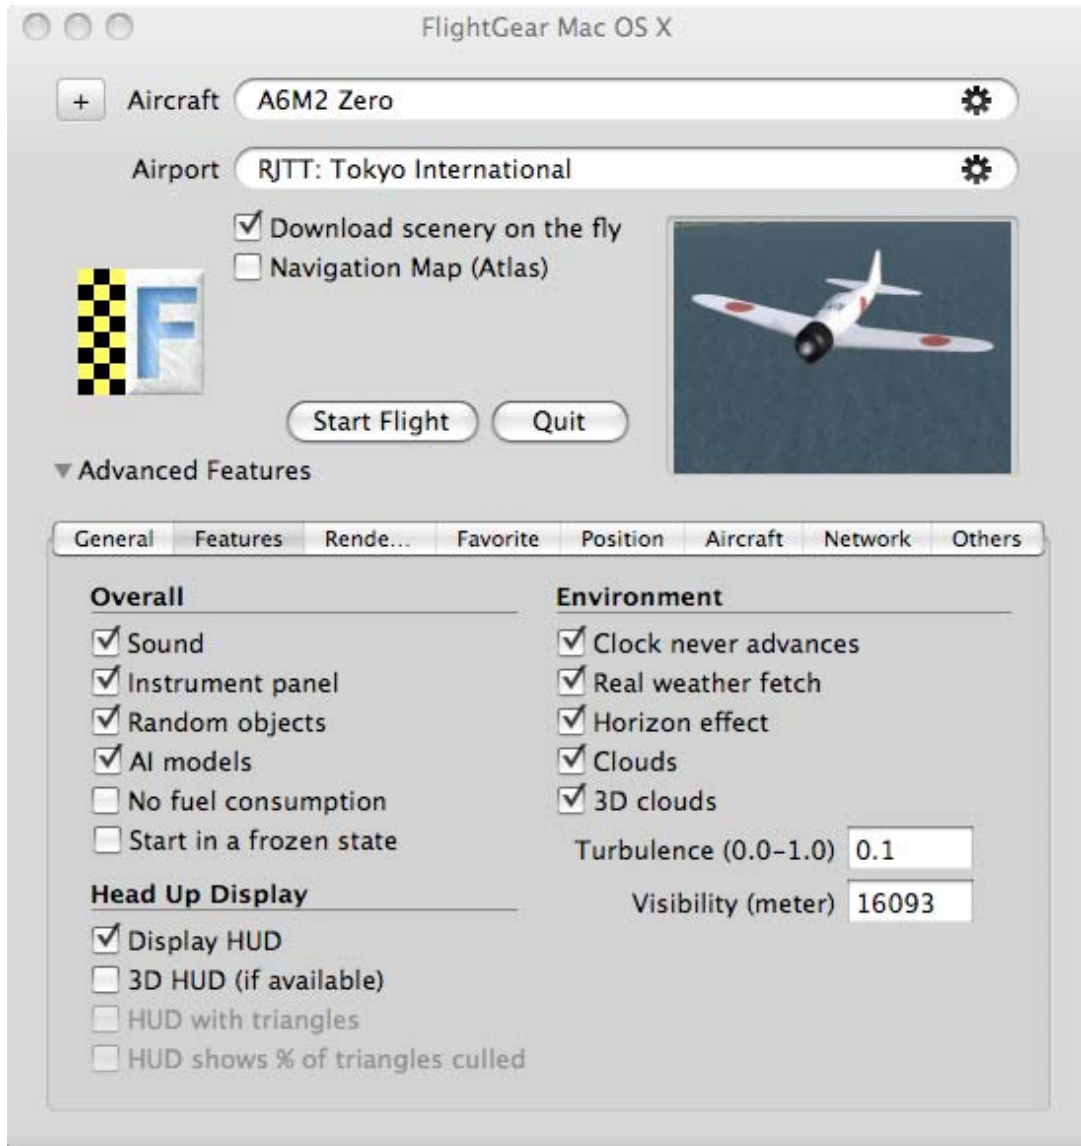 FlightGear Mac OS X
+ Aircraft A6M2 Zero
Airport RJTT: Tokyo International
Download scenery on the fly
Navigation Map (Atlas)
F
Start Flight Quit
Advanced Features
General Features Rende... Favorite Position Aircraft Network Others
Overall
Sound
Instrument panel
Random objects
AI models
No fuel consumption
Start in a frozen state
Head Up Display
Display HUD
3D HUD (if available)
HUD with triangles
HUD shows % of triangles culled
Environment
Clock never advances
Real weather fetch
Horizon effect
Clouds
3D clouds
Turbulence (0.0-1.0) 0.1
Visibility (meter) 16093